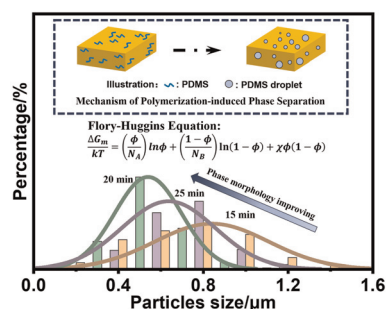 Percentage/%
Illustration: : PDMS : PDMS droplet
Mechanism of Polymerization-induced Phase Separation
Flory-Huggins Equation:
ΔG_m/kT = (ϕ/N_A) lnϕ + ((1 − ϕ)/N_B) ln(1 − ϕ) + χϕ(1 − ϕ)
20 min
25 min
15 min
Phase morphology improving
0.0 0.4 0.8 1.2 1.6
Particles size/μm